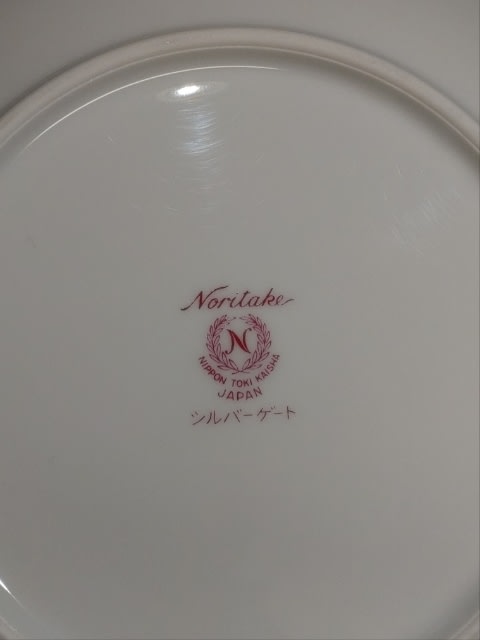 Noritake
N
NIPPON TOKI KAISHA
JAPAN
シルバーゲート